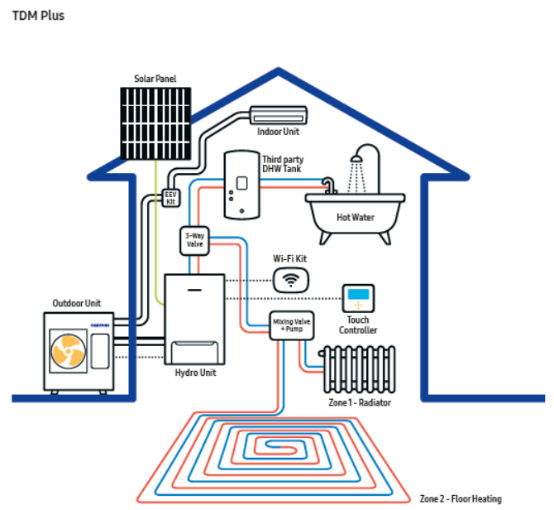 TDM Plus
Solar Panel
Indoor Unit
Third party
DHW Tank
EEV
Kit
Hot Water
3-Way
Valve
Wi-Fi Kit
Outdoor Unit
SAMSUNG
Touch
Controller
Mixing Valve
+ Pump
Hydro Unit
Zone 1 - Radiator
Zone 2 - Floor Heating